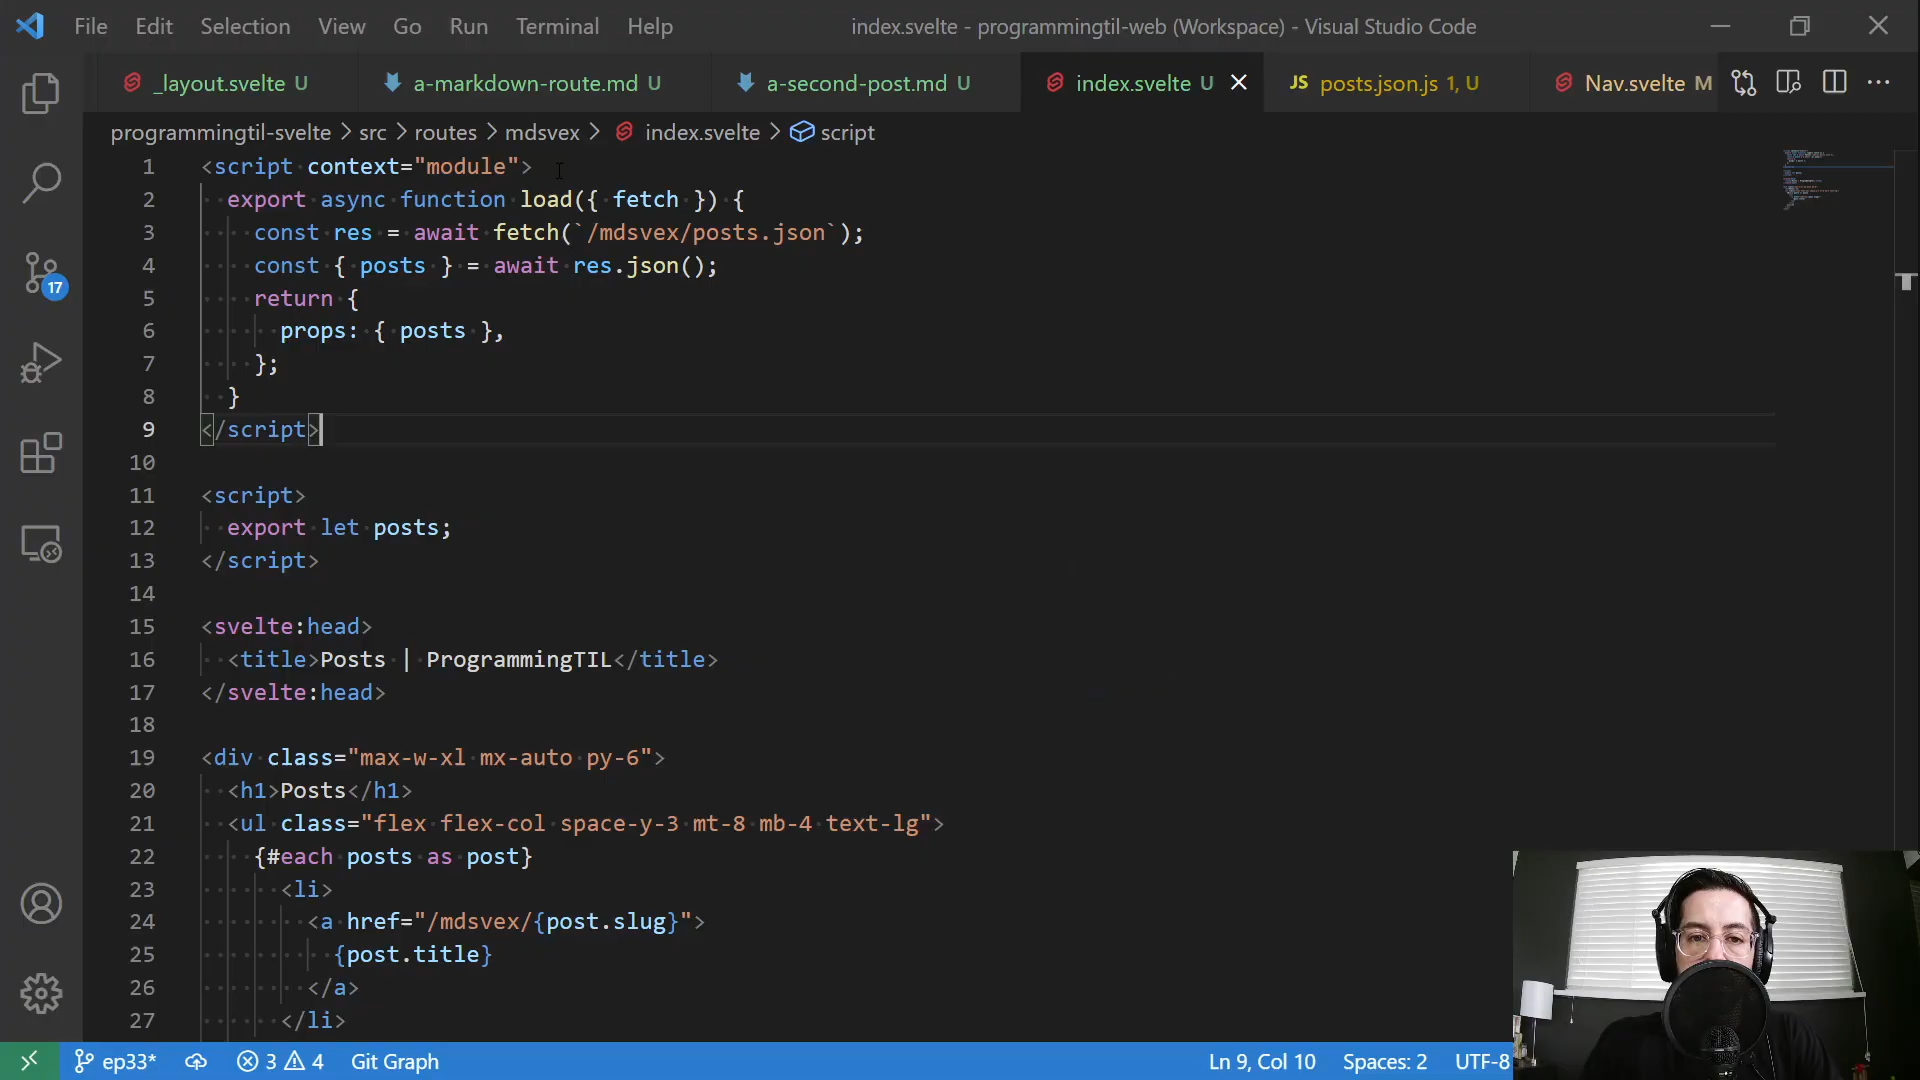 File Edit Selection View Go Run Terminal Help index.svelte - programmingtil-web (Workspace) - Visual Studio Code
_layout.svelte U a-markdown-route.md U a-second-post.md U index.svelte U JS posts.json.js 1, U Nav.svelte M
programmingtil-svelte > src > routes > mdsvex > index.svelte > script
1 <script context="module">
2 export async function load({ fetch }) {
3 const res = await fetch(`/mdsvex/posts.json`);
4 const { posts } = await res.json();
5 return {
6 props: { posts },
7 };
8 }
9 </script>
10
11 <script>
12 export let posts;
13 </script>
14
15 <svelte:head>
16 <title>Posts | ProgrammingTIL</title>
17 </svelte:head>
18
19 <div class="max-w-xl mx-auto py-6">
20 <h1>Posts</h1>
21 <ul class="flex flex-col space-y-3 mt-8 mb-4 text-lg">
22 {#each posts as post}
23 <li>
24 <a href="/mdsvex/{post.slug}">
25 {post.title}
26 </a>
27 </li>
17
ep33* 3 4 Git Graph Ln 9, Col 10 Spaces: 2 UTF-8